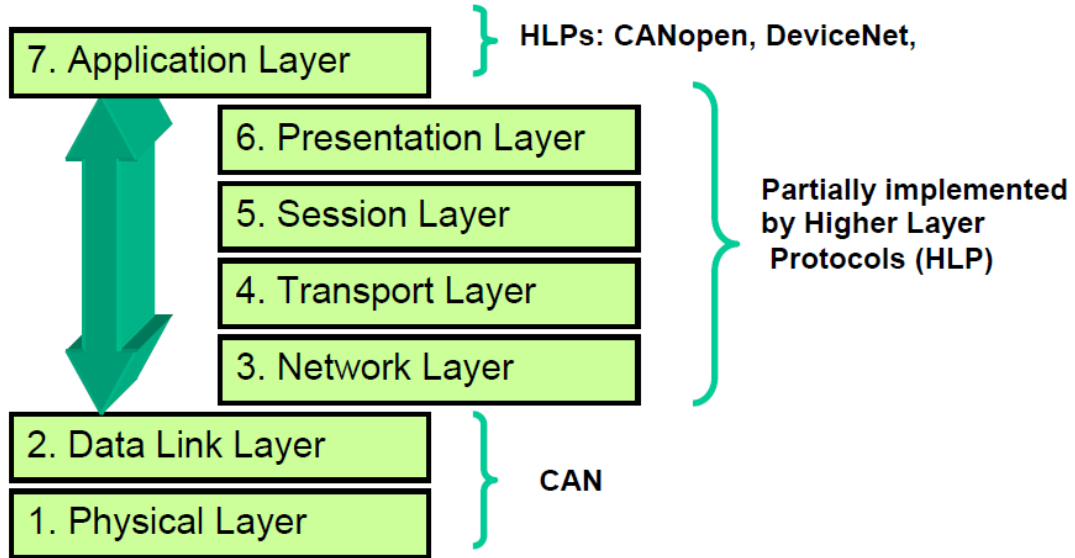 7. Application Layer
HLPs: CANopen, DeviceNet,
6. Presentation Layer
5. Session Layer
4. Transport Layer
3. Network Layer
Partially implemented
by Higher Layer
Protocols (HLP)
2. Data Link Layer
1. Physical Layer
CAN